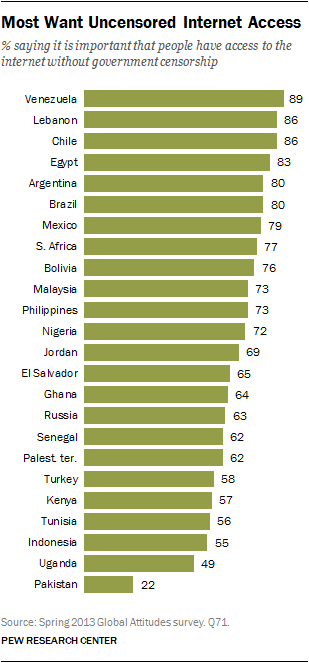 Most Want Uncensored Internet Access
% saying it is important that people have access to the
internet without government censorship
Venezuela 89
Lebanon 86
Chile 86
Egypt 83
Argentina 80
Brazil 80
Mexico 79
S. Africa 77
Bolivia 76
Malaysia 73
Philippines 73
Nigeria 72
Jordan 69
El Salvador 65
Ghana 64
Russia 63
Senegal 62
Palest. ter. 62
Turkey 58
Kenya 57
Tunisia 56
Indonesia 55
Uganda 49
Pakistan 22
Source: Spring 2013 Global Attitudes survey. Q71.
PEW RESEARCH CENTER